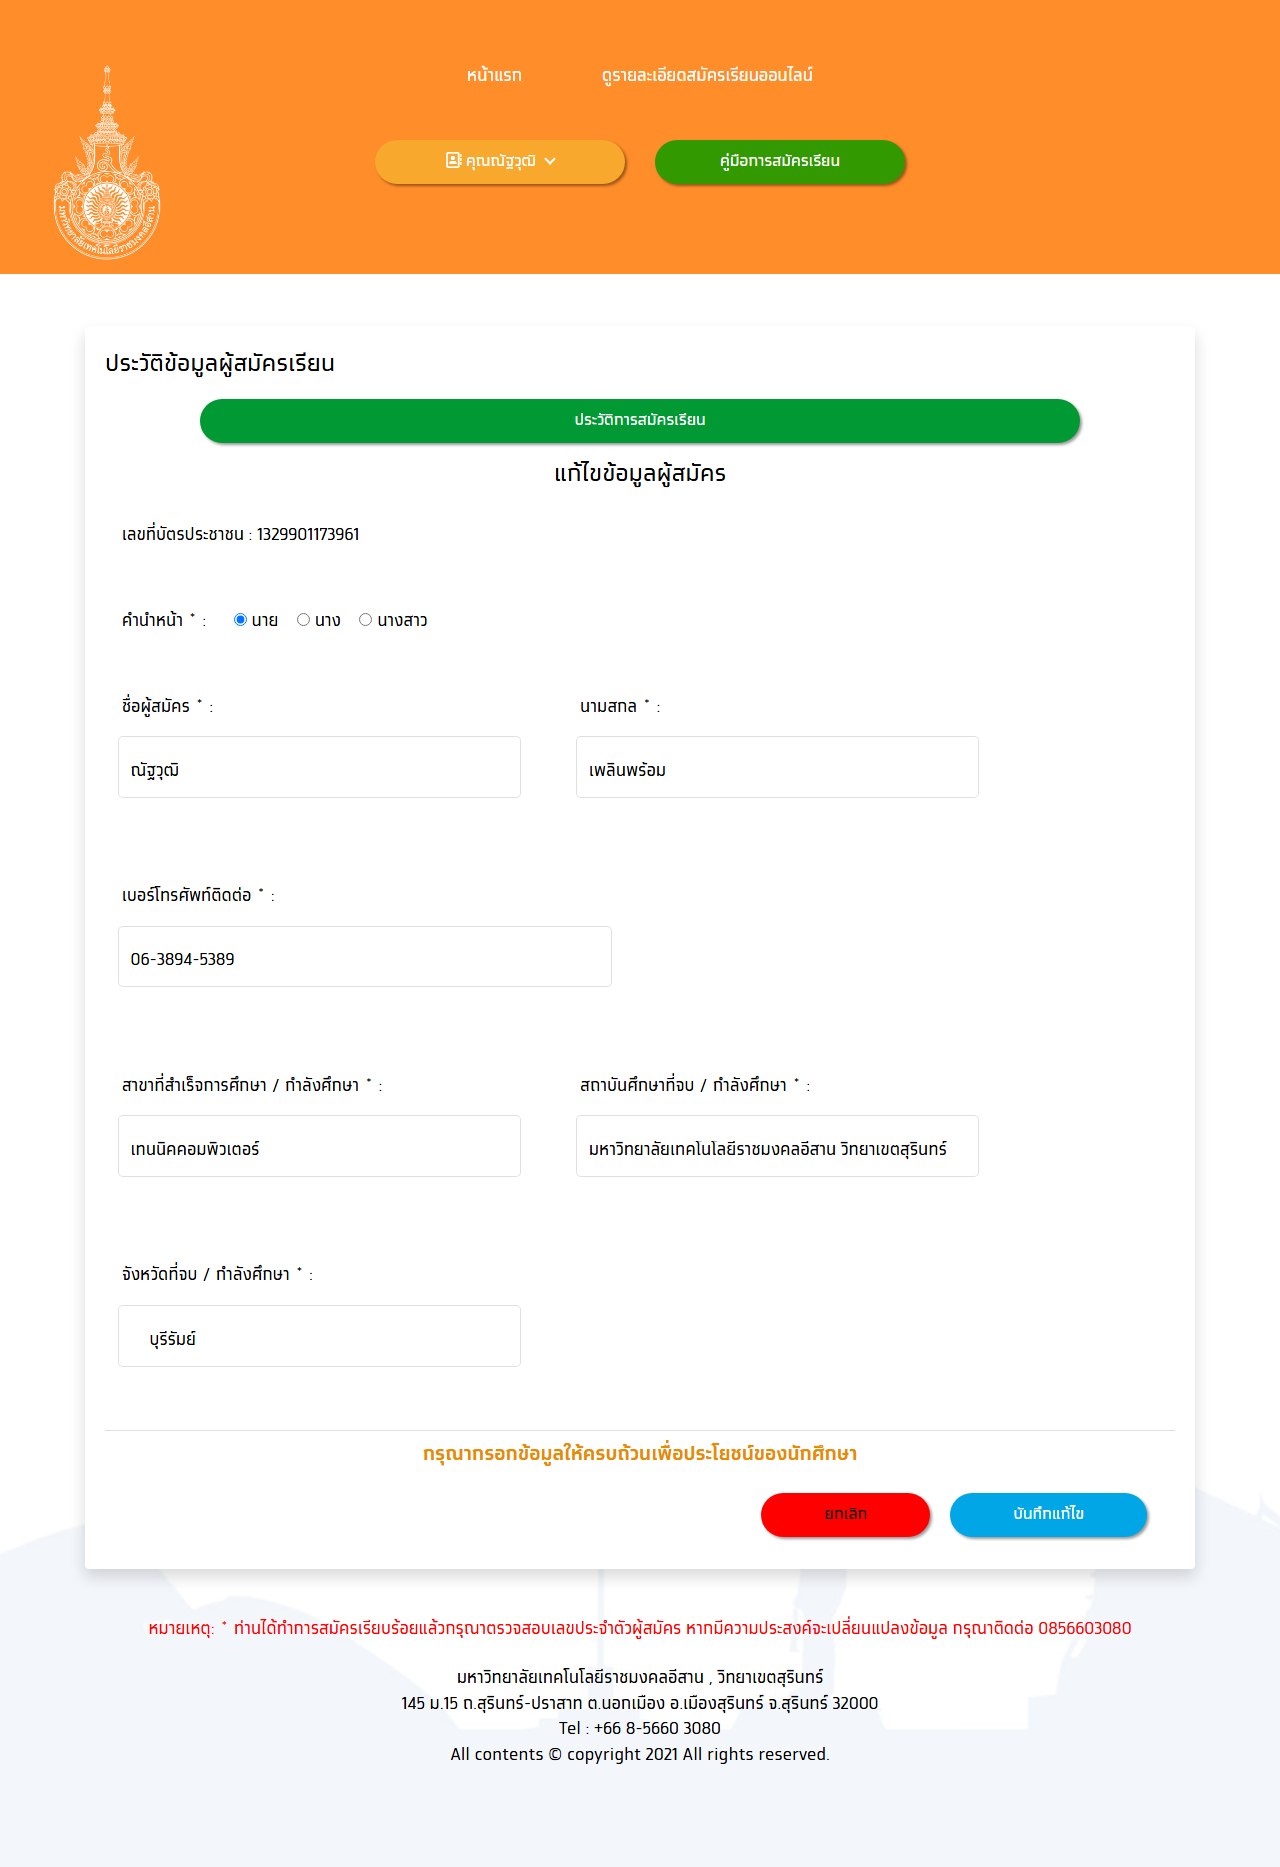 หน้าแรก
ดูรายละเอียดสมัครเรียนออนไลน์
คุณณัฐวุฒิ
คู่มือการสมัครเรียน
มหาวิทยาลัยเทคโนโลยีราชมงคลอีสาน
ประวัติข้อมูลผู้สมัครเรียน
ประวัติการสมัครเรียน
แก้ไขข้อมูลผู้สมัคร
เลขที่บัตรประชาชน : 1329901173961
คำนำหน้า * : นาย นาง นางสาว
ชื่อผู้สมัคร * :
นามสกล * :
ณัฐวุฒิ
เพลินพร้อม
เบอร์โทรศัพท์ติดต่อ * :
06-3894-5389
สาขาที่สำเร็จการศึกษา / กำลังศึกษา * :
สถาบันศึกษาที่จบ / กำลังศึกษา * :
เทนนิคคอมพิวเตอร์
มหาวิทยาลัยเทคโนโลยีราชมงคลอีสาน วิทยาเขตสุรินทร์
จังหวัดที่จบ / กำลังศึกษา * :
บุรีรัมย์
กรุณากรอกข้อมูลให้ครบถ้วนเพื่อประโยชน์ของนักศึกษา
ยกเลิก
บันทึกแก้ไข
หมายเหตุ: * ท่านได้ทำการสมัครเรียบร้อยแล้วกรุณาตรวจสอบเลขประจำตัวผู้สมัคร หากมีความประสงค์จะเปลี่ยนแปลงข้อมูล กรุณาติดต่อ 0856603080
มหาวิทยาลัยเทคโนโลยีราชมงคลอีสาน , วิทยาเขตสุรินทร์
145 ม.15 ถ.สุรินทร์-ปราสาท ต.นอกเมือง อ.เมืองสุรินทร์ จ.สุรินทร์ 32000
Tel : +66 8-5660 3080
All contents © copyright 2021 All rights reserved.